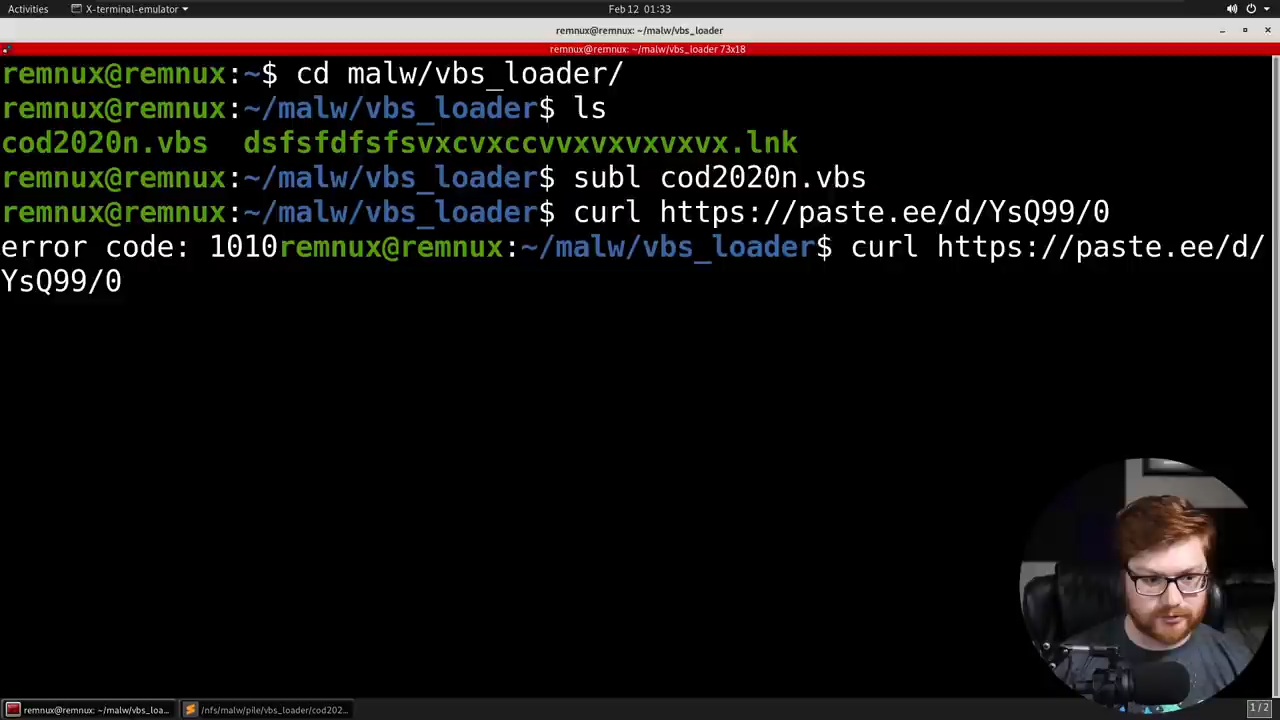 Activities X-terminal-emulator Feb 12 01:33
remnux@remnux: ~/malw/vbs_loader
remnux@remnux: ~/malw/vbs_loader 73x18
remnux@remnux:~$ cd malw/vbs_loader/
remnux@remnux:~/malw/vbs_loader$ ls
cod2020n.vbs dsfsfdfsfsvxcvxccvvxvxvxvxvx.lnk
remnux@remnux:~/malw/vbs_loader$ subl cod2020n.vbs
remnux@remnux:~/malw/vbs_loader$ curl https://paste.ee/d/YsQ99/0
error code: 1010remnux@remnux:~/malw/vbs_loader$ curl https://paste.ee/d/
YsQ99/0
remnux@remnux: ~/malw/vbs_loa... /nfs/malw/pile/vbs_loader/cod202... 1/2